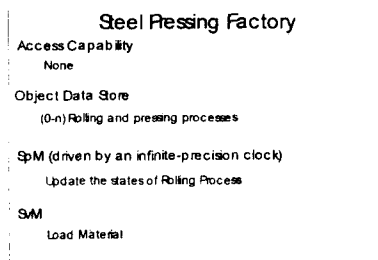 Steel Pressing Factory
Access Capability
None
Object Data Store
(0-n) Rolling and pressing processes
SpM (driven by an infinite-precision clock)
Update the states of Rolling Process
SvM
Load Material